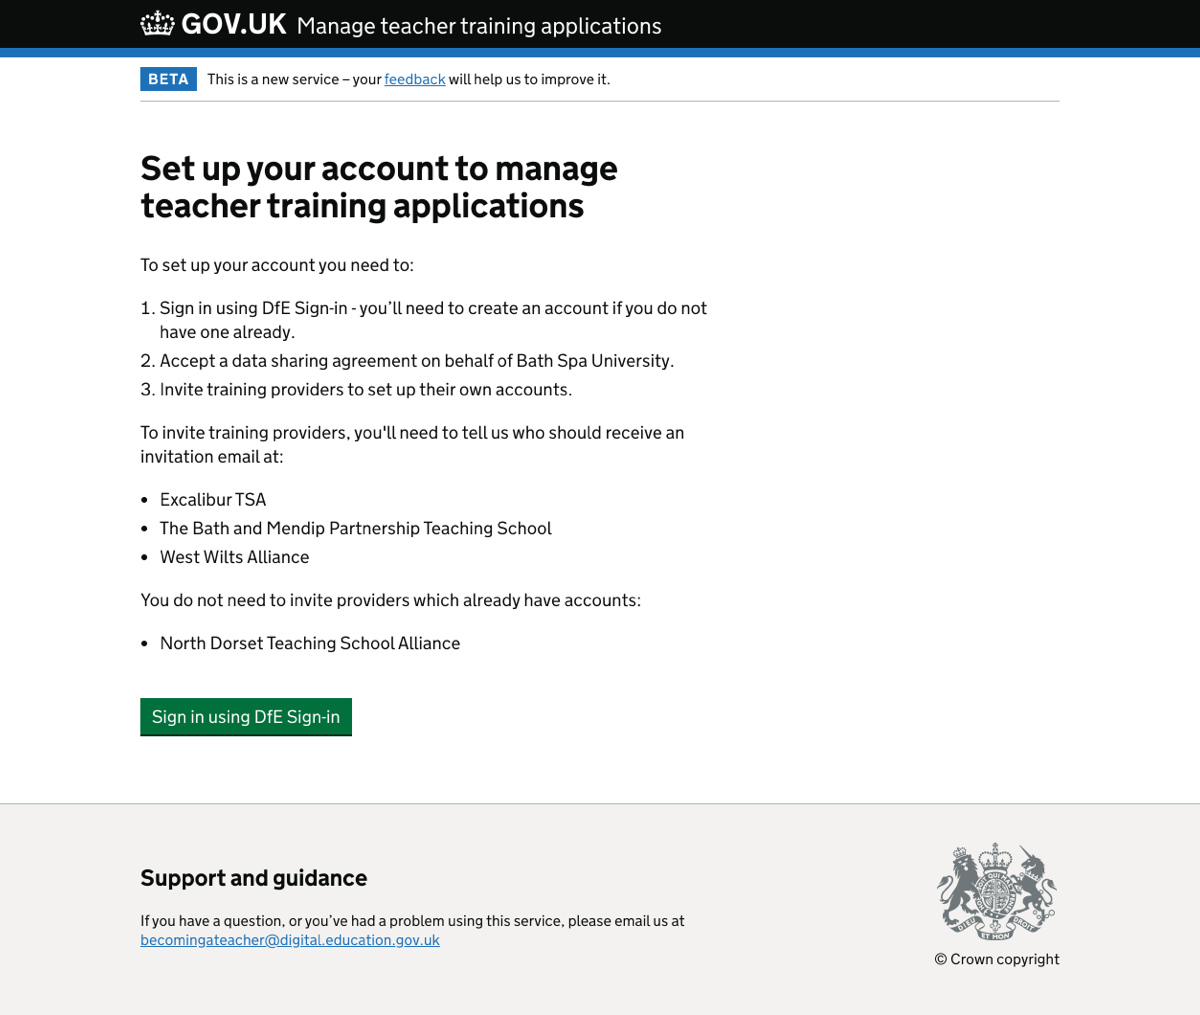 GOV.UK Manage teacher training applications
BETA This is a new service – your feedback will help us to improve it.
Set up your account to manage
teacher training applications
To set up your account you need to:
1. Sign in using DfE Sign-in - you’ll need to create an account if you do not
have one already.
2. Accept a data sharing agreement on behalf of Bath Spa University.
3. Invite training providers to set up their own accounts.
To invite training providers, you'll need to tell us who should receive an
invitation email at:
• Excalibur TSA
• The Bath and Mendip Partnership Teaching School
• West Wilts Alliance
You do not need to invite providers which already have accounts:
• North Dorset Teaching School Alliance
Sign in using DfE Sign-in
Support and guidance
If you have a question, or you’ve had a problem using this service, please email us at
becomingateacher@digital.education.gov.uk
DIEU ET MON DROIT
© Crown copyright